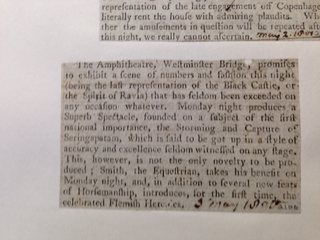 representation of the late engagement off Copenhagen
literally rent the house with admiring plaudits. Whe-
ther the amusements in question will be repeated after
this night, we really cannot ascertain. May 2.
The Amphitheatre, Westminster Bridge, promises
to exhibit a scene of numbers and fashion this night
(being the last representation of the Black Castle, or
the Spirit of Ravia) that has seldom been exceeded on
any occasion whatever. Monday night produces a
Superb Spectacle, founded on a subject of the first
national importance, the Storming and Capture of
Seringapatam, which is said to be got up in a style of
accuracy and excellence seldom witnessed on any stage.
This, however, is not the only novelty to be pro-
duced; Smith, the Equestrian, takes his benefit on
Monday night, and, in addition to several new feats
of Horsemanship, introduces, for the first time, the
celebrated Flemish Hercules. 3 May